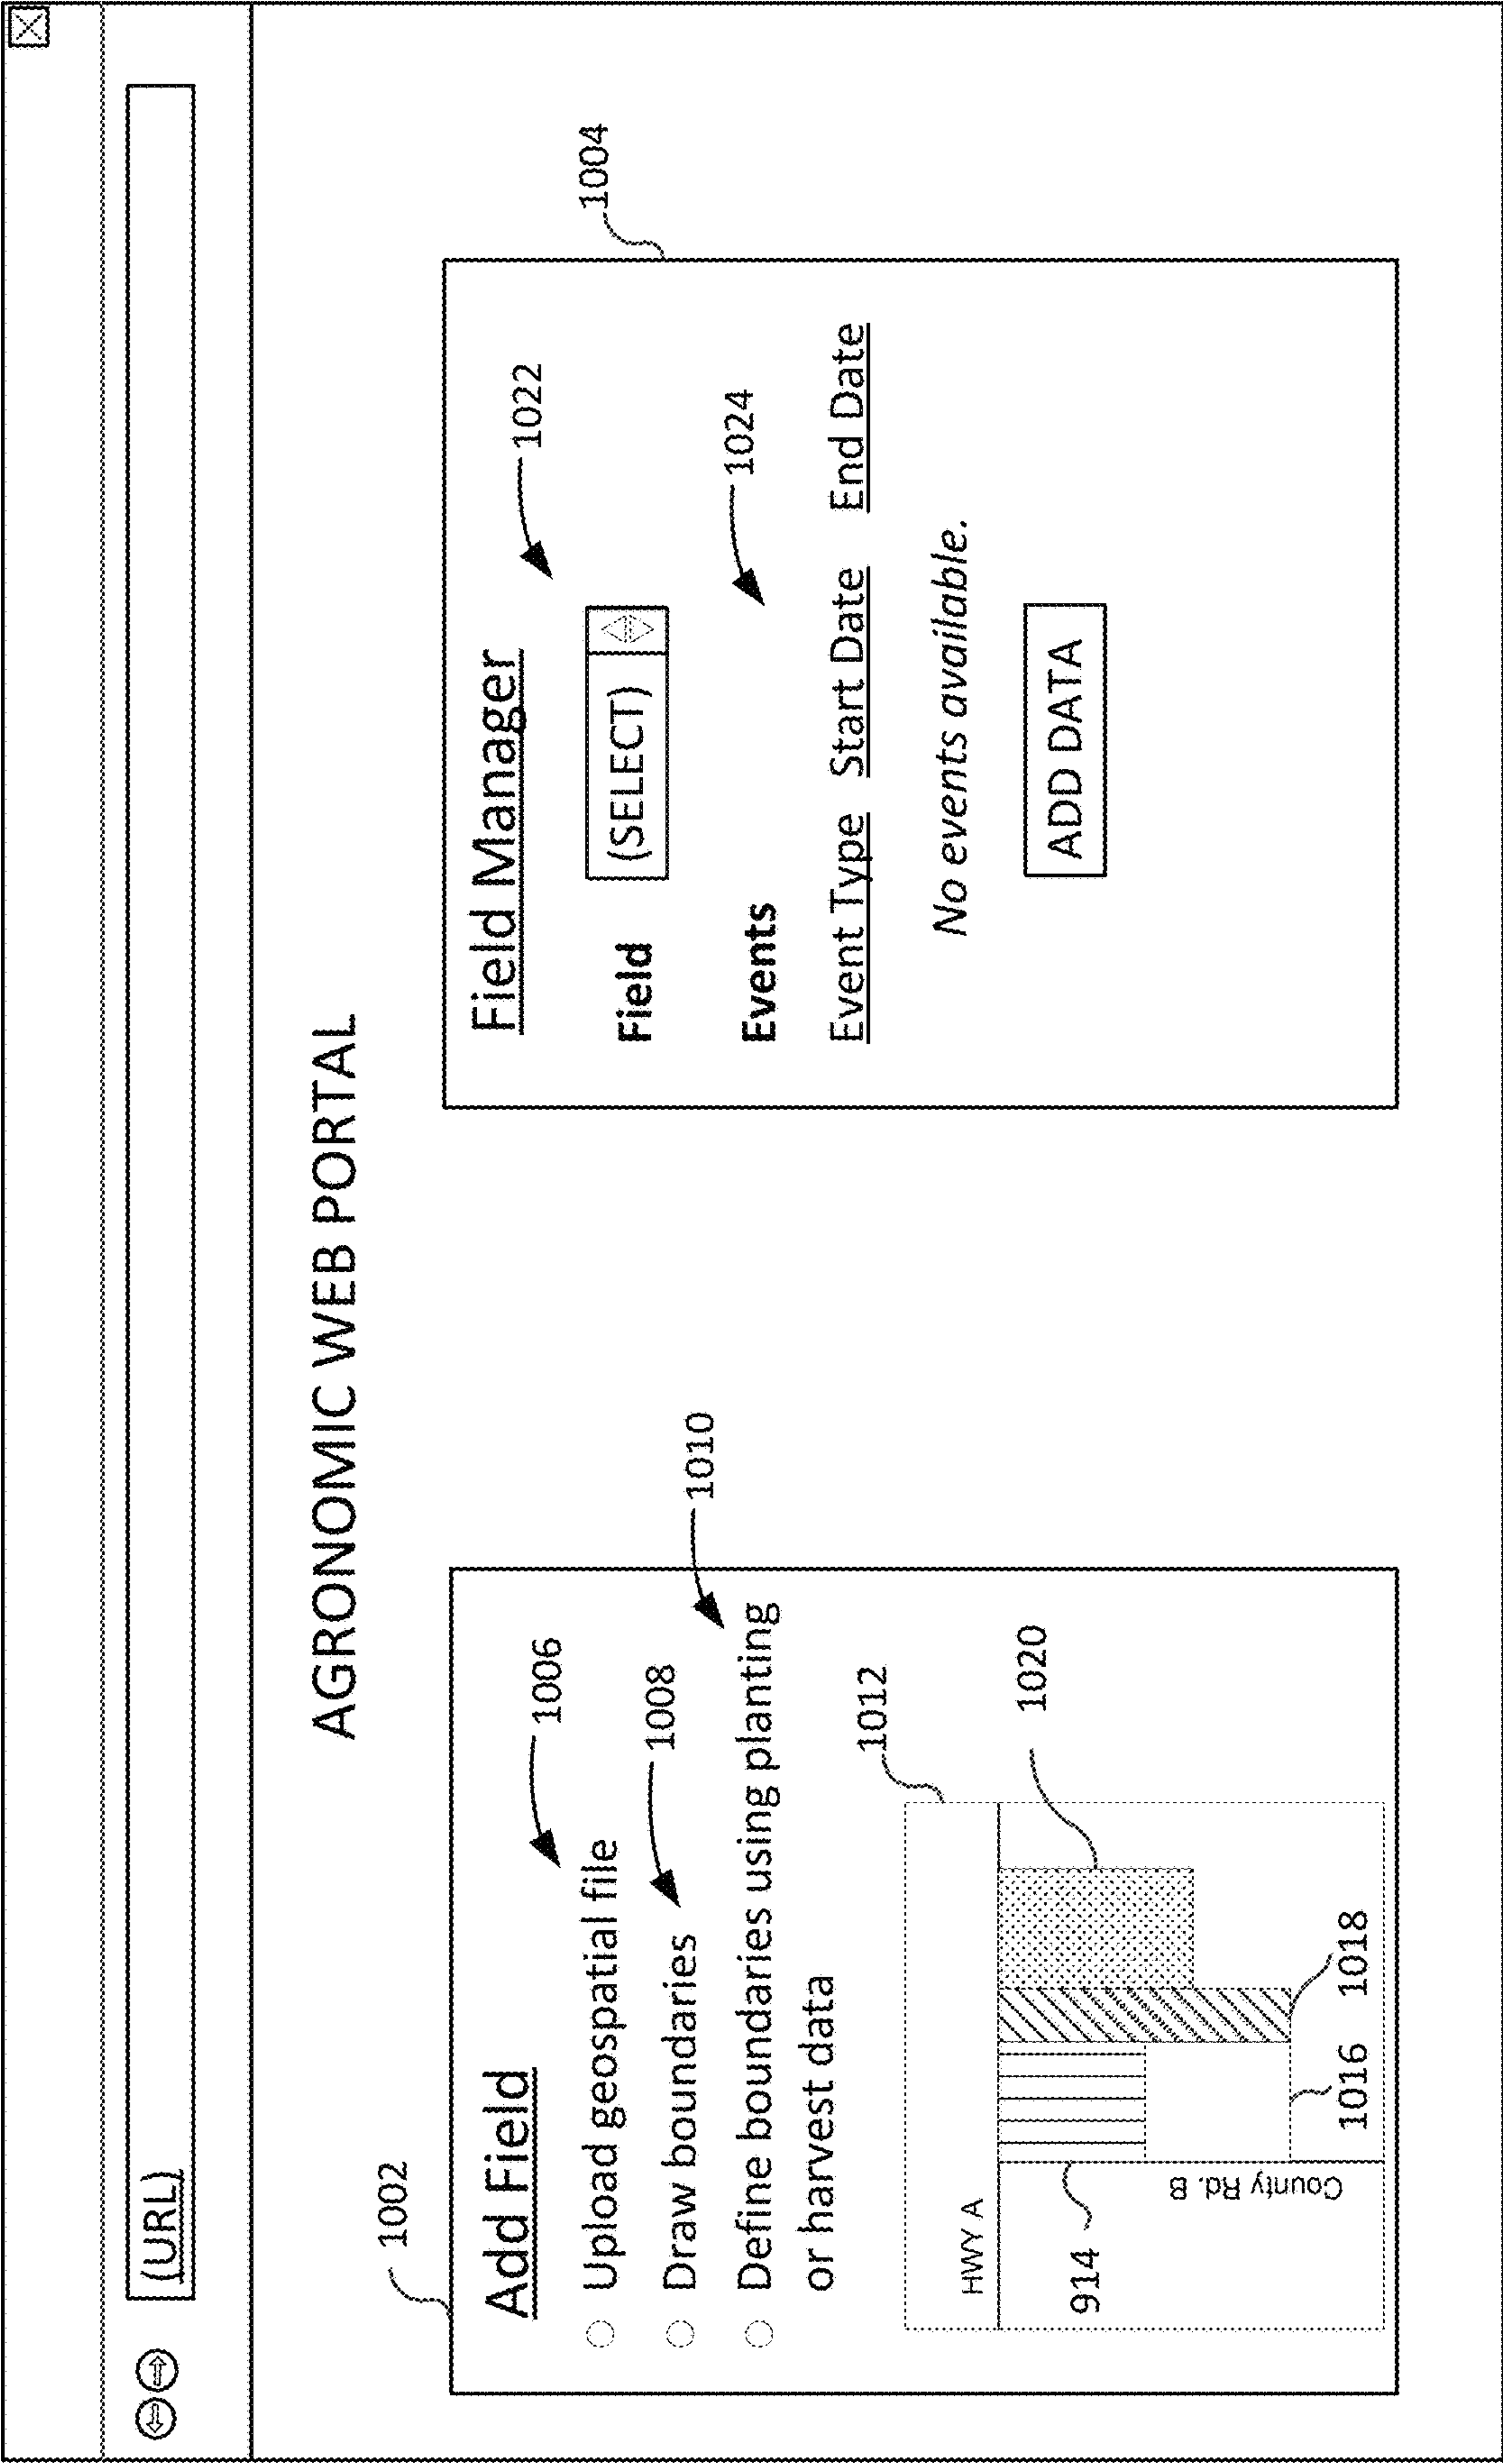 (URL)
AGRONOMIC WEB PORTAL
1002
Add Field
1006
Upload geospatial file
1008
Draw boundaries
1010
Define boundaries using planting
or harvest data
1012
HWY A
914
County Rd. B
1020
1016
1018
1004
Field Manager
1022
Field
(SELECT)
1024
Events
Event Type Start Date End Date
No events available.
ADD DATA